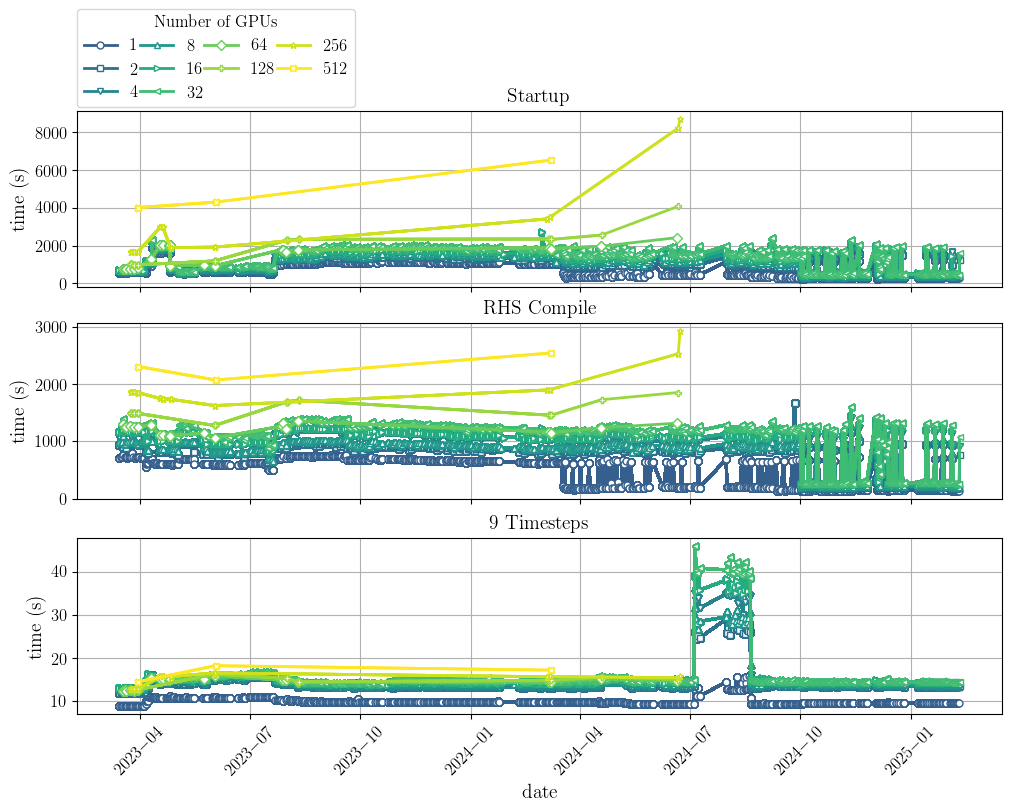 Number of GPUs
1 8 64 256
2 16 128 512
4 32
Startup
time (s)
8000
6000
4000
2000
0
RHS Compile
time (s)
3000
2000
1000
0
9 Timesteps
time (s)
40
30
20
10
2023−04 2023−07 2023−10 2024−01 2024−04 2024−07 2024−10 2025−01
date